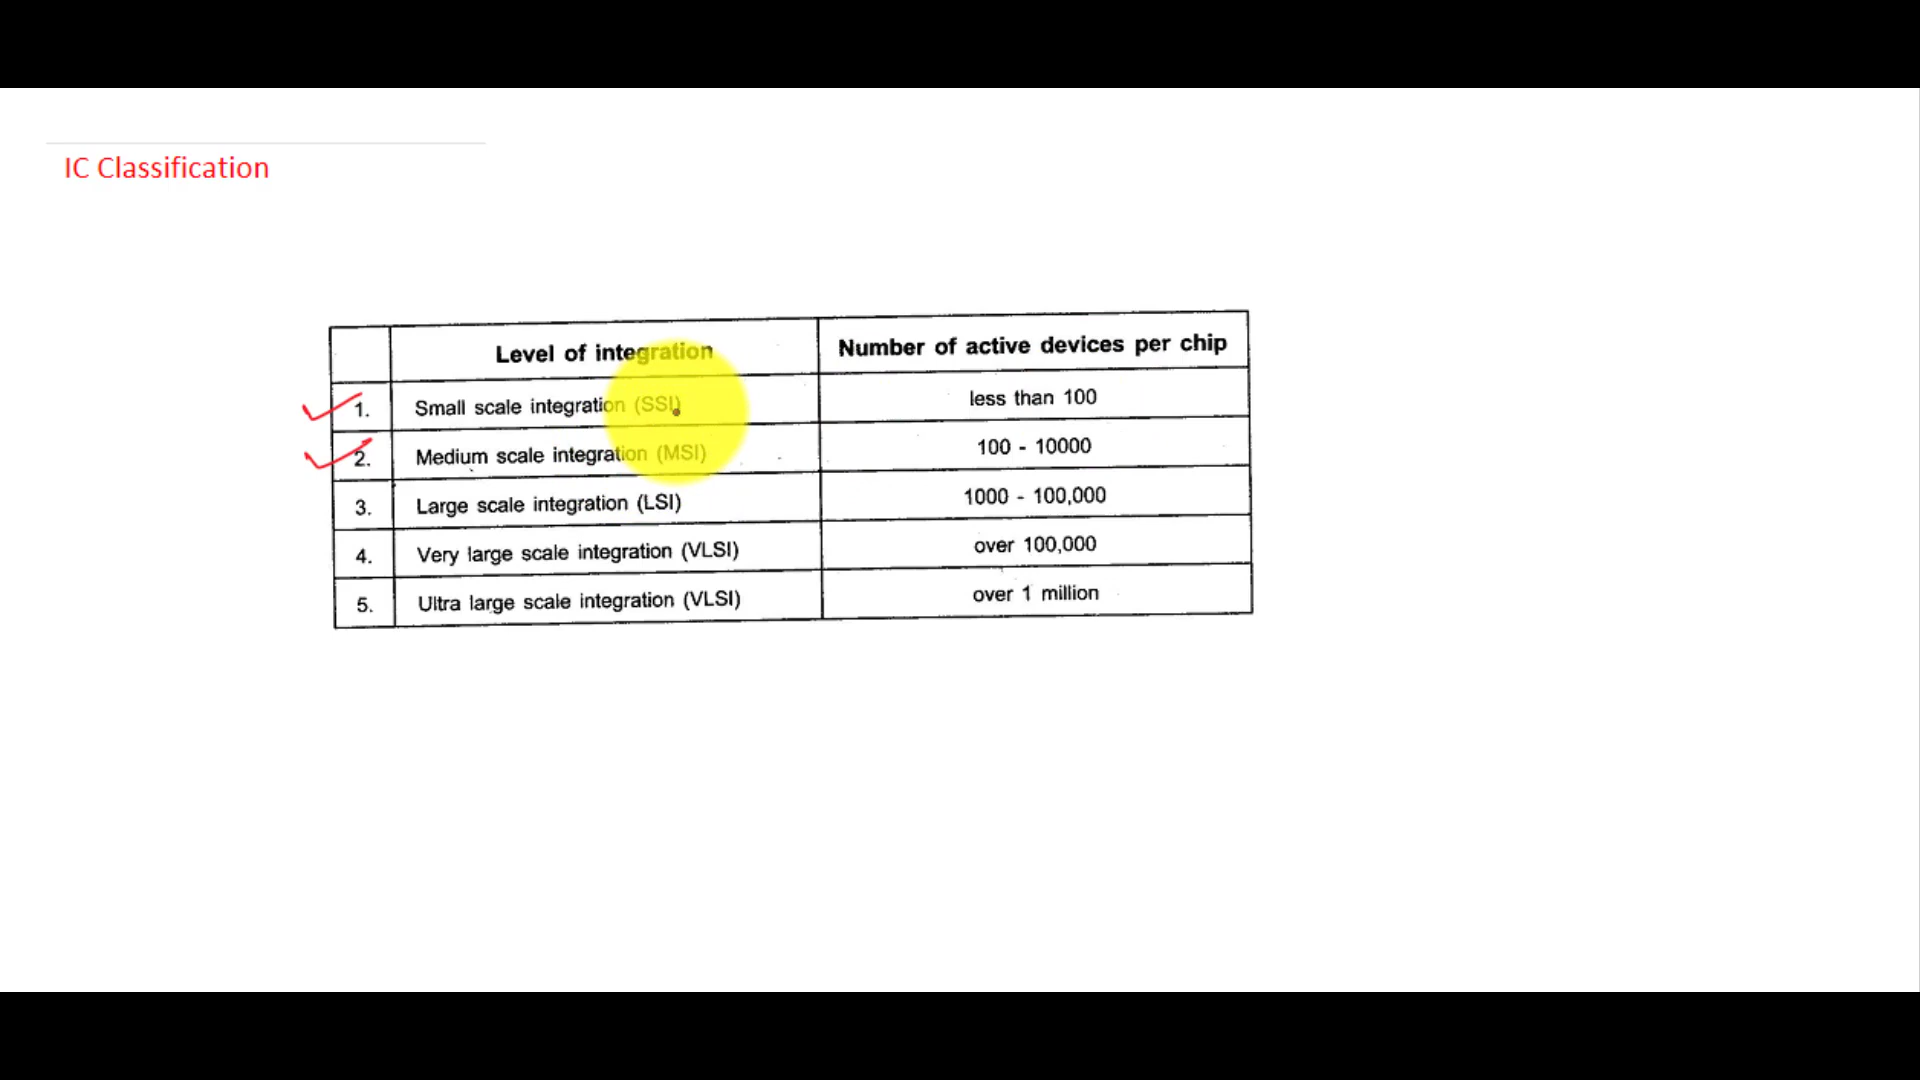 IC Classification
Level of integration Number of active devices per chip
1. Small scale integration (SSI) less than 100
2. Medium scale integration (MSI) 100 - 10000
3. Large scale integration (LSI) 1000 - 100,000
4. Very large scale integration (VLSI) over 100,000
5. Ultra large scale integration (VLSI) over 1 million